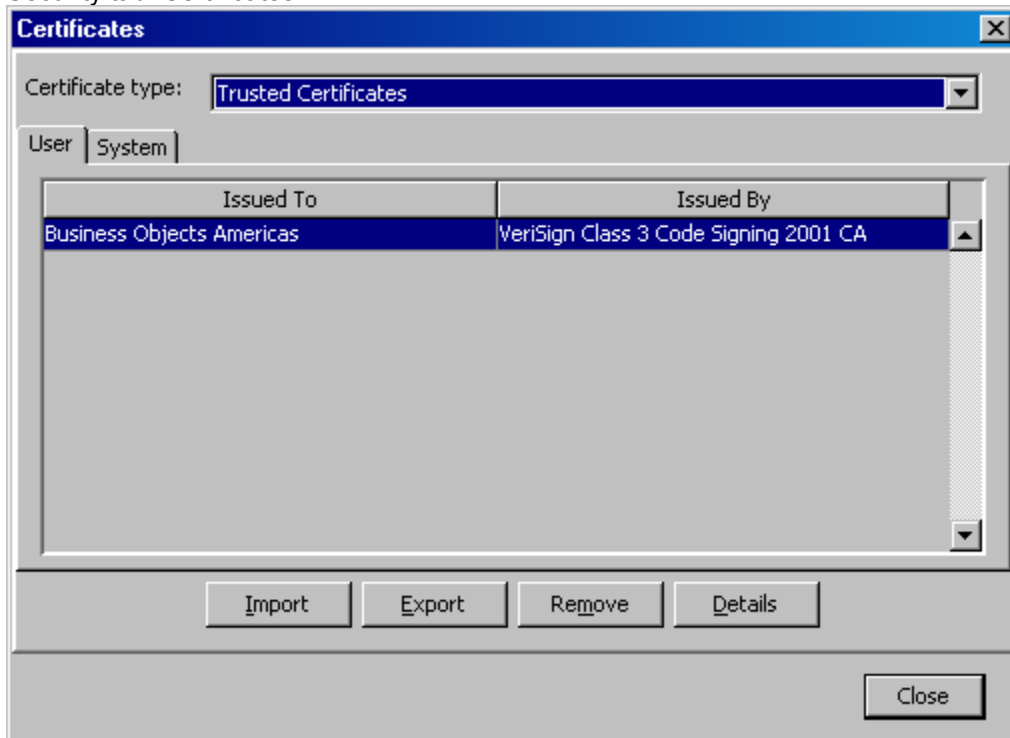 Certificates
Certificate type: Trusted Certificates
User System
Issued To Issued By
Business Objects Americas VeriSign Class 3 Code Signing 2001 CA
Import Export Remove Details
Close